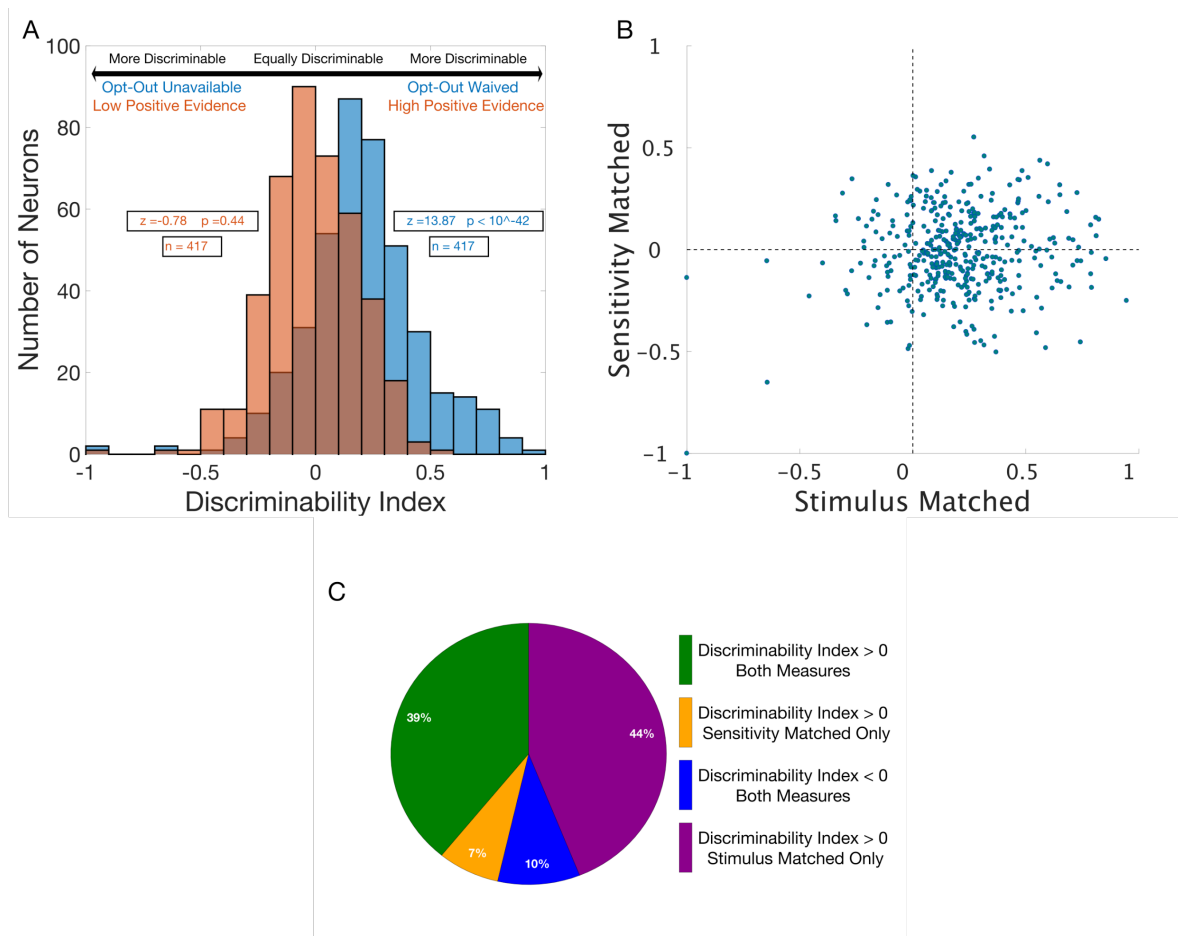 A
More Discriminable
Equally Discriminable
More Discriminable
Opt-Out Unavailable
Opt-Out Waived
Low Positive Evidence
High Positive Evidence
z =-0.78 p =0.44
n = 417
z =13.87 p < 10^-42
n = 417
100
80
60
40
20
0
-1
-0.5
0
0.5
1
Number of Neurons
Discriminability Index
B
1
0.5
0
−0.5
−1
-1
-0.5
0
0.5
1
Sensitivity Matched
Stimulus Matched
C
39%
44%
7%
10%
Discriminability Index > 0
Both Measures
Discriminability Index > 0
Sensitivity Matched Only
Discriminability Index < 0
Both Measures
Discriminability Index > 0
Stimulus Matched Only